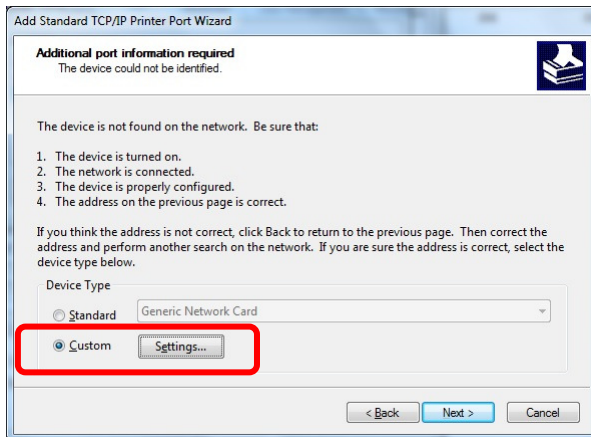 Add Standard TCP/IP Printer Port Wizard
Additional port information required
The device could not be identified.
The device is not found on the network.  Be sure that:
1.  The device is turned on.
2.  The network is connected.
3.  The device is properly configured.
4.  The address on the previous page is correct.
If you think the address is not correct, click Back to return to the previous page.  Then correct the
address and perform another search on the network.  If you are sure the address is correct, select the
device type below.
Device Type
Standard
Generic Network Card
Custom
Settings...
< Back
Next >
Cancel